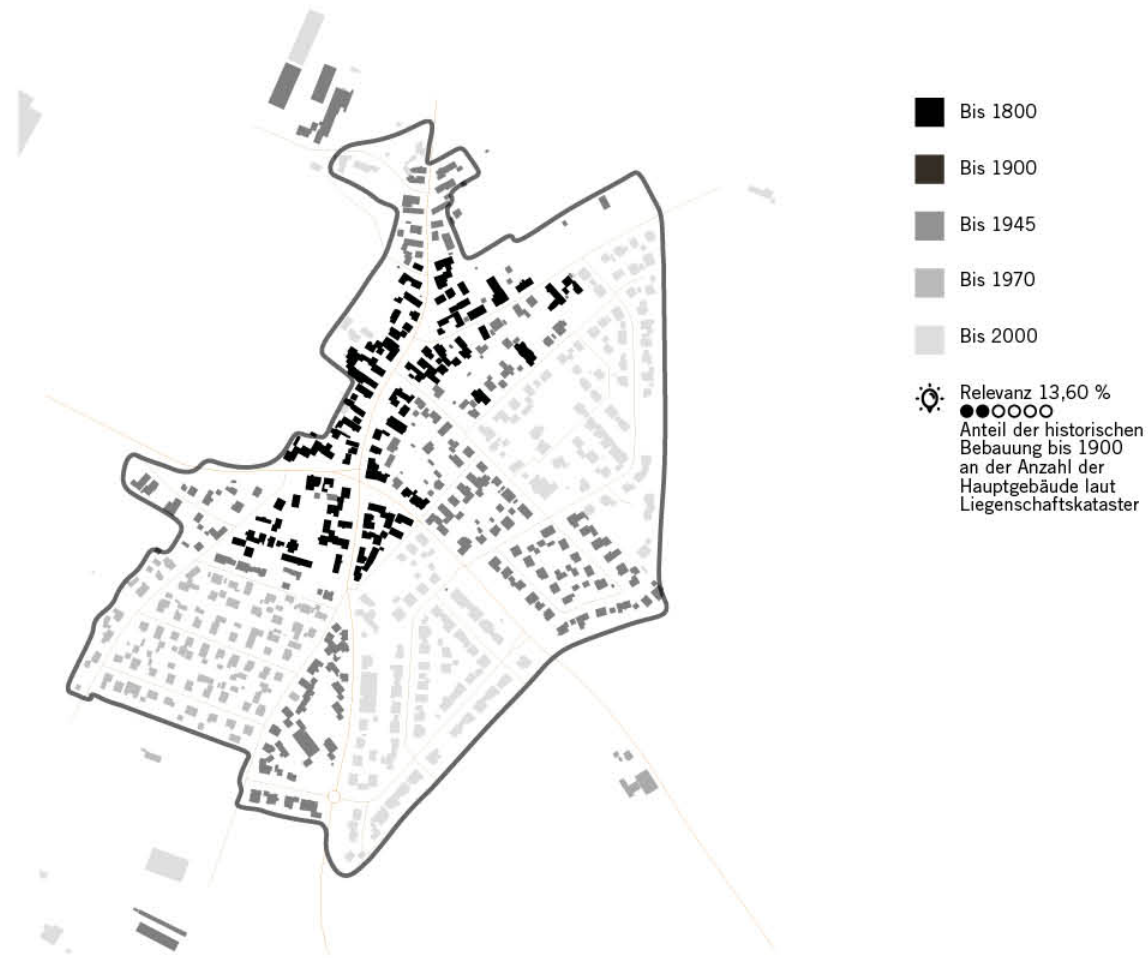 Bis 1800
Bis 1900
Bis 1945
Bis 1970
Bis 2000
Relevanz 13,60 %
Anteil der historischen
Bebauung bis 1900
an der Anzahl der
Hauptgebäude laut
Liegenschaftskataster